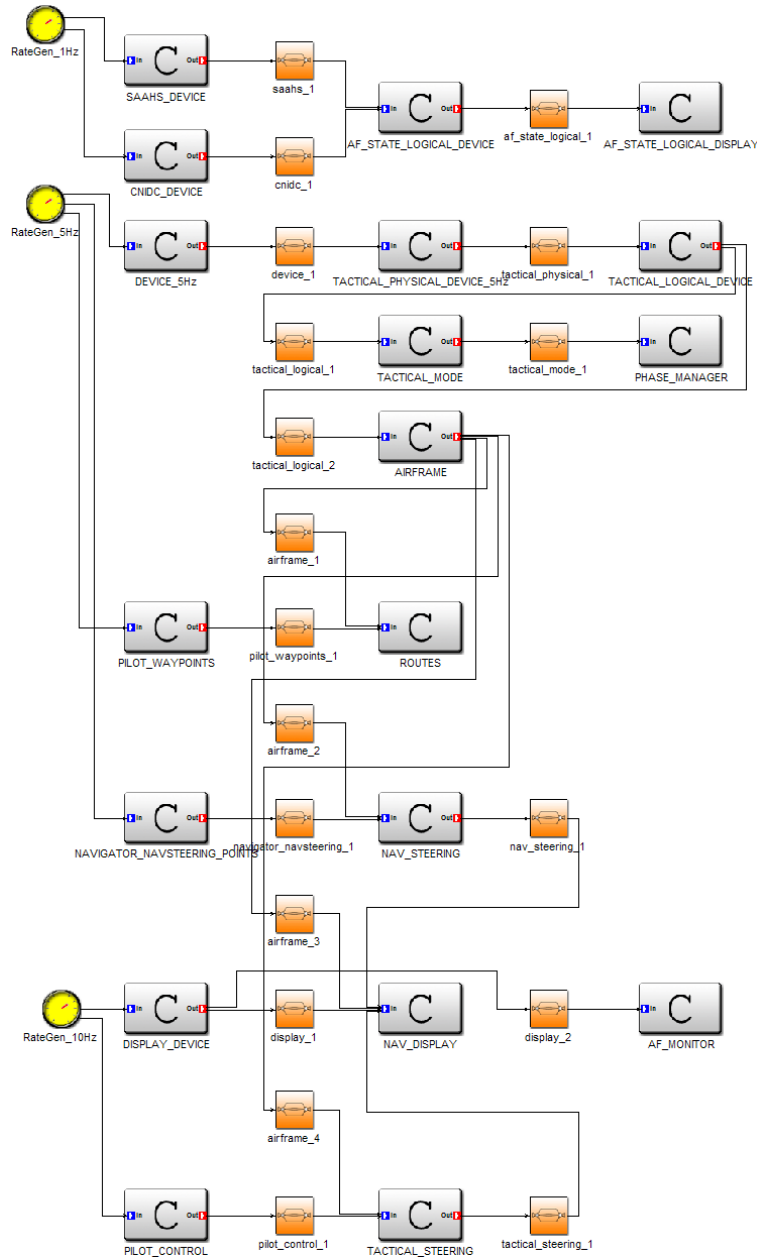 RateGen_1Hz
In C Out
SAAHS_DEVICE
saahs_1
In C Out
AF_STATE_LOGICAL_DEVICE
af_state_logical_1
In C
AF_STATE_LOGICAL_DISPLAY
In C Out
CNIDC_DEVICE
cnidc_1
RateGen_5Hz
In C Out
DEVICE_5Hz
device_1
In C Out
TACTICAL_PHYSICAL_DEVICE_5Hz
tactical_physical_1
In C Out
TACTICAL_LOGICAL_DEVICE
tactical_logical_1
In C Out
TACTICAL_MODE
tactical_mode_1
In C
PHASE_MANAGER
tactical_logical_2
In C Out
AIRFRAME
airframe_1
In C Out
PILOT_WAYPOINTS
pilot_waypoints_1
In C
ROUTES
airframe_2
In C Out
NAVIGATOR_NAVSTEERING_POINTS
navigator_navsteering_1
In C Out
NAV_STEERING
nav_steering_1
airframe_3
RateGen_10Hz
In C Out
DISPLAY_DEVICE
display_1
In C
NAV_DISPLAY
display_2
In C
AF_MONITOR
airframe_4
In C Out
PILOT_CONTROL
pilot_control_1
In C Out
TACTICAL_STEERING
tactical_steering_1